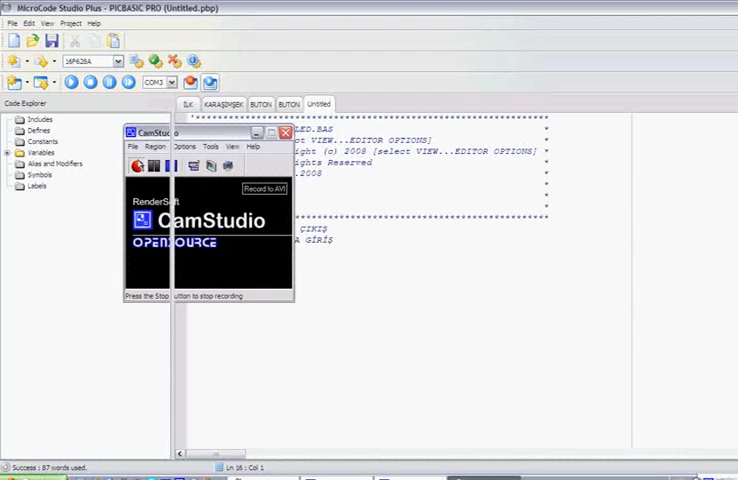 MicroCode Studio Plus - PICBASIC PRO (Untitled.pbp)
File Edit View Project Help
16F628A
COM3
Code Explorer
İLK KARAŞİMŞEK BUTON BUTON Untitled
Includes
Defines
Constants
Variables
Alias and Modifiers
Symbols
Labels
'****************************************************************
LED.BAS *
ct VIEW...EDITOR OPTIONS] *
ight (c) 2008 [select VIEW...EDITOR OPTIONS] *
ights Reserved *
.2008 *
*
*
*
ÇIKIŞ
A GİRİŞ
CamStudio
File Region Options Tools View Help
Record to AVI
RenderSoft
CamStudio
OPENSOURCE
Press the Stop button to stop recording
Success : 87 words used.
Ln 16 : Col 1